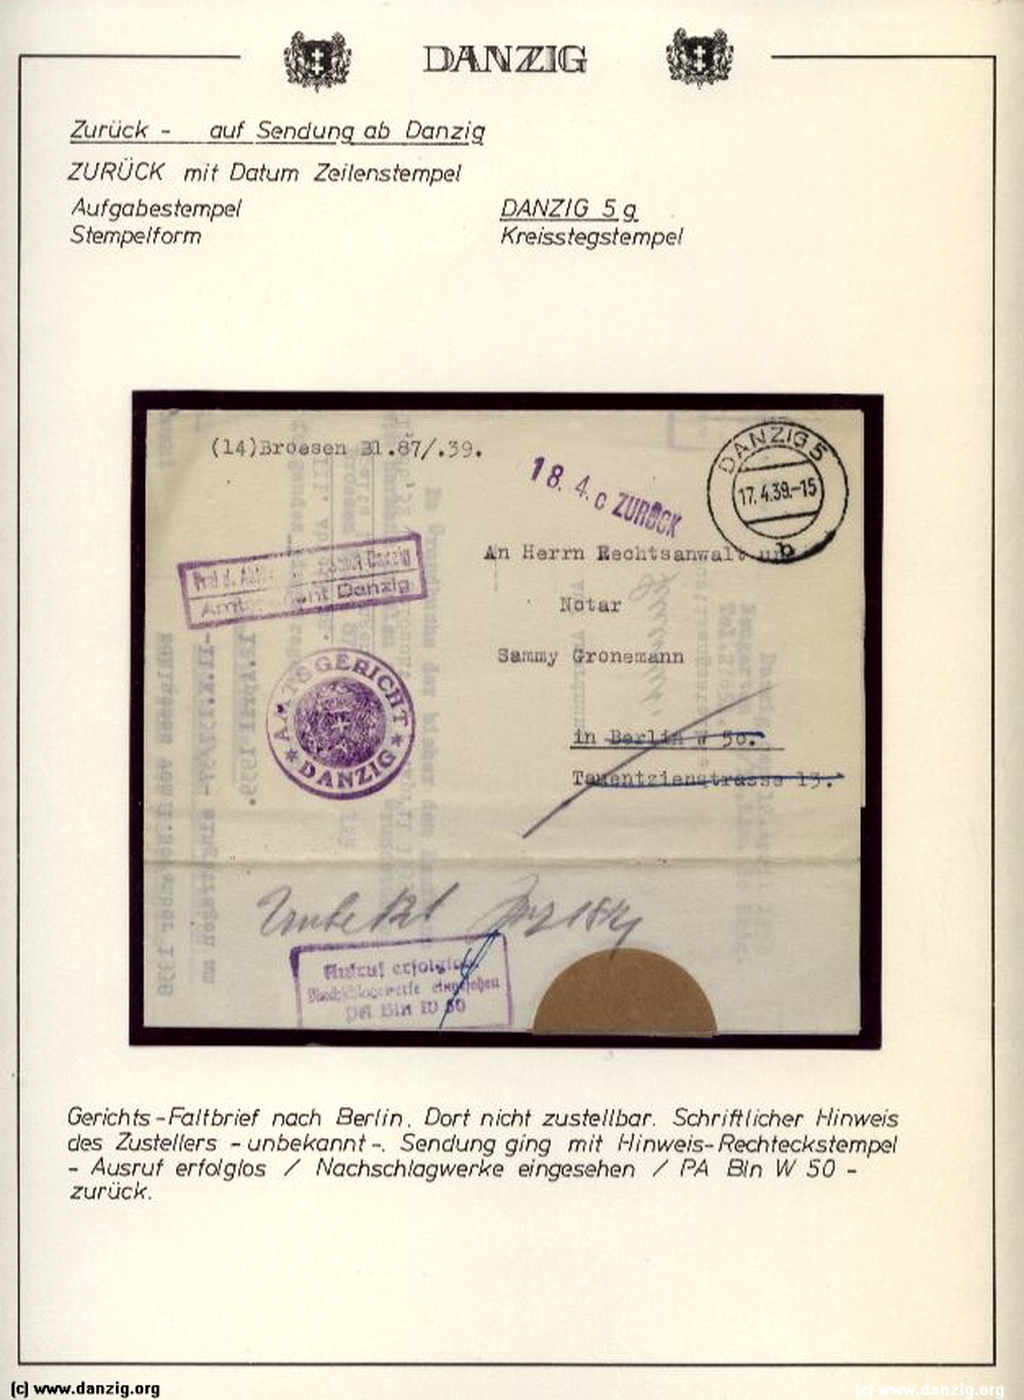 DANZIG
Zurück - auf Sendung ab Danzig
ZURÜCK mit Datum Zeilenstempel
Aufgabestempel DANZIG 5 g
Stempelform Kreisstegstempel
(14)Broesen Bl.87/.39.
18. 4. c ZURÜCK
DANZIG 5
17.4.39.-15
b
An Herrn Rechtsanwalt un
Notar
Sammy Gronemann
in Berlin W 50.
Tauentzienstrasse 13.
Danzig
Amtsgericht Danzig
AMTSGERICHT
* DANZIG *
Ausruf erfolglos
Nachschlagewerke eingesehen
PA Bln W 50
Gerichts-Faltbrief nach Berlin. Dort nicht zustellbar. Schriftlicher Hinweis
des Zustellers - unbekannt -. Sendung ging mit Hinweis-Rechteckstempel
- Ausruf erfolglos / Nachschlagwerke eingesehen / PA Bln W 50 -
zurück.
(c) www.danzig.org (c) www.danzig.org